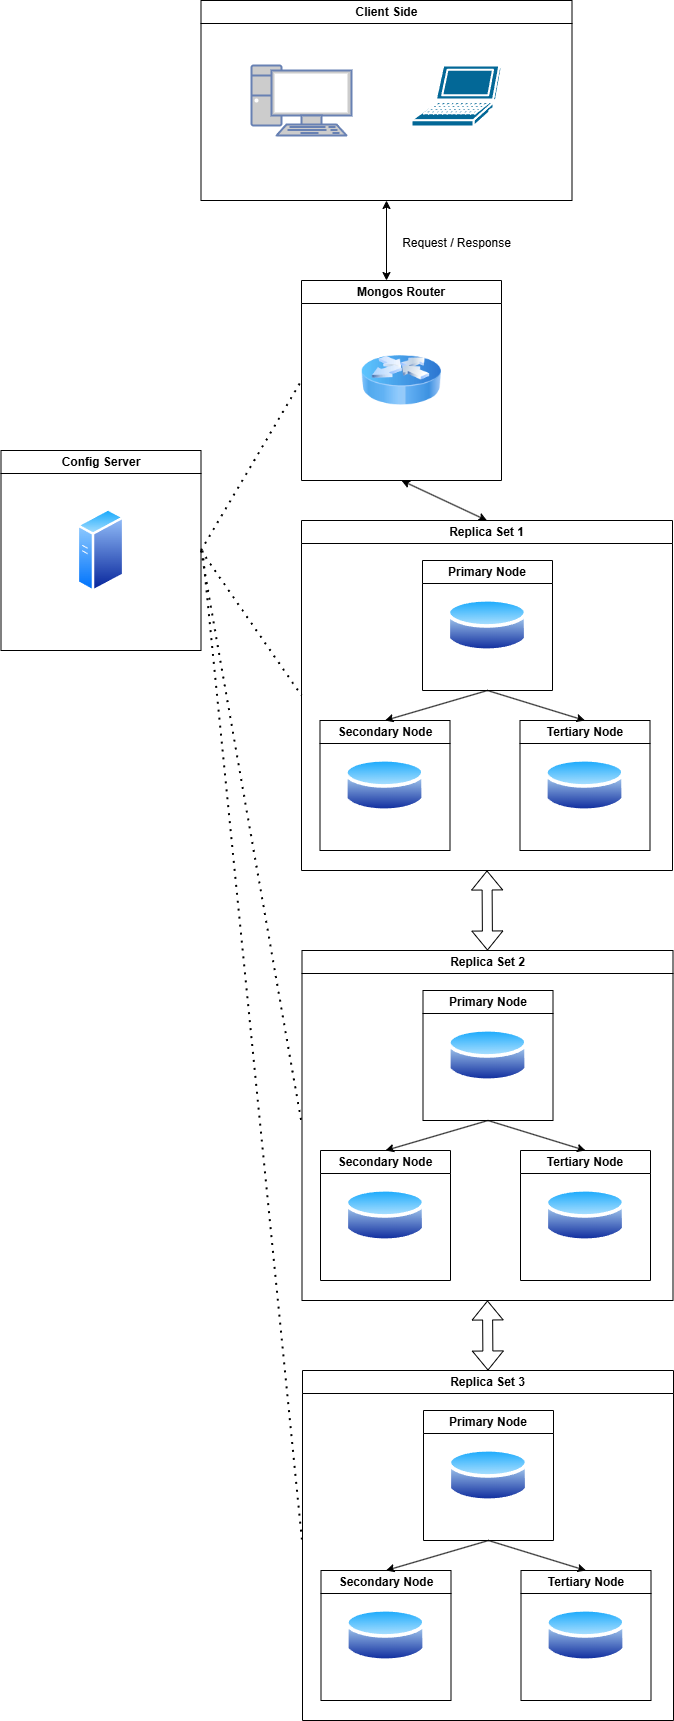 Client Side
Request / Response
Mongos Router
Config Server
Replica Set 1
Primary Node
Secondary Node
Tertiary Node
Replica Set 2
Primary Node
Secondary Node
Tertiary Node
Replica Set 3
Primary Node
Secondary Node
Tertiary Node